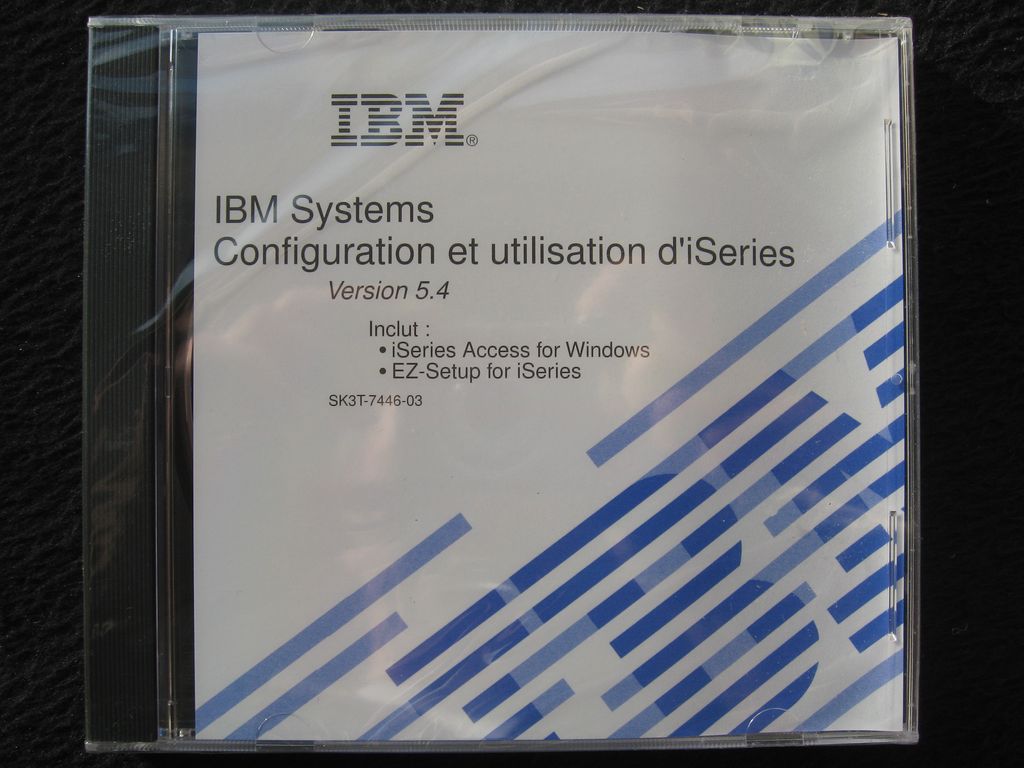 IBM®
IBM Systems
Configuration et utilisation d'iSeries
Version 5.4
Inclut :
• iSeries Access for Windows
• EZ-Setup for iSeries
SK3T-7446-03